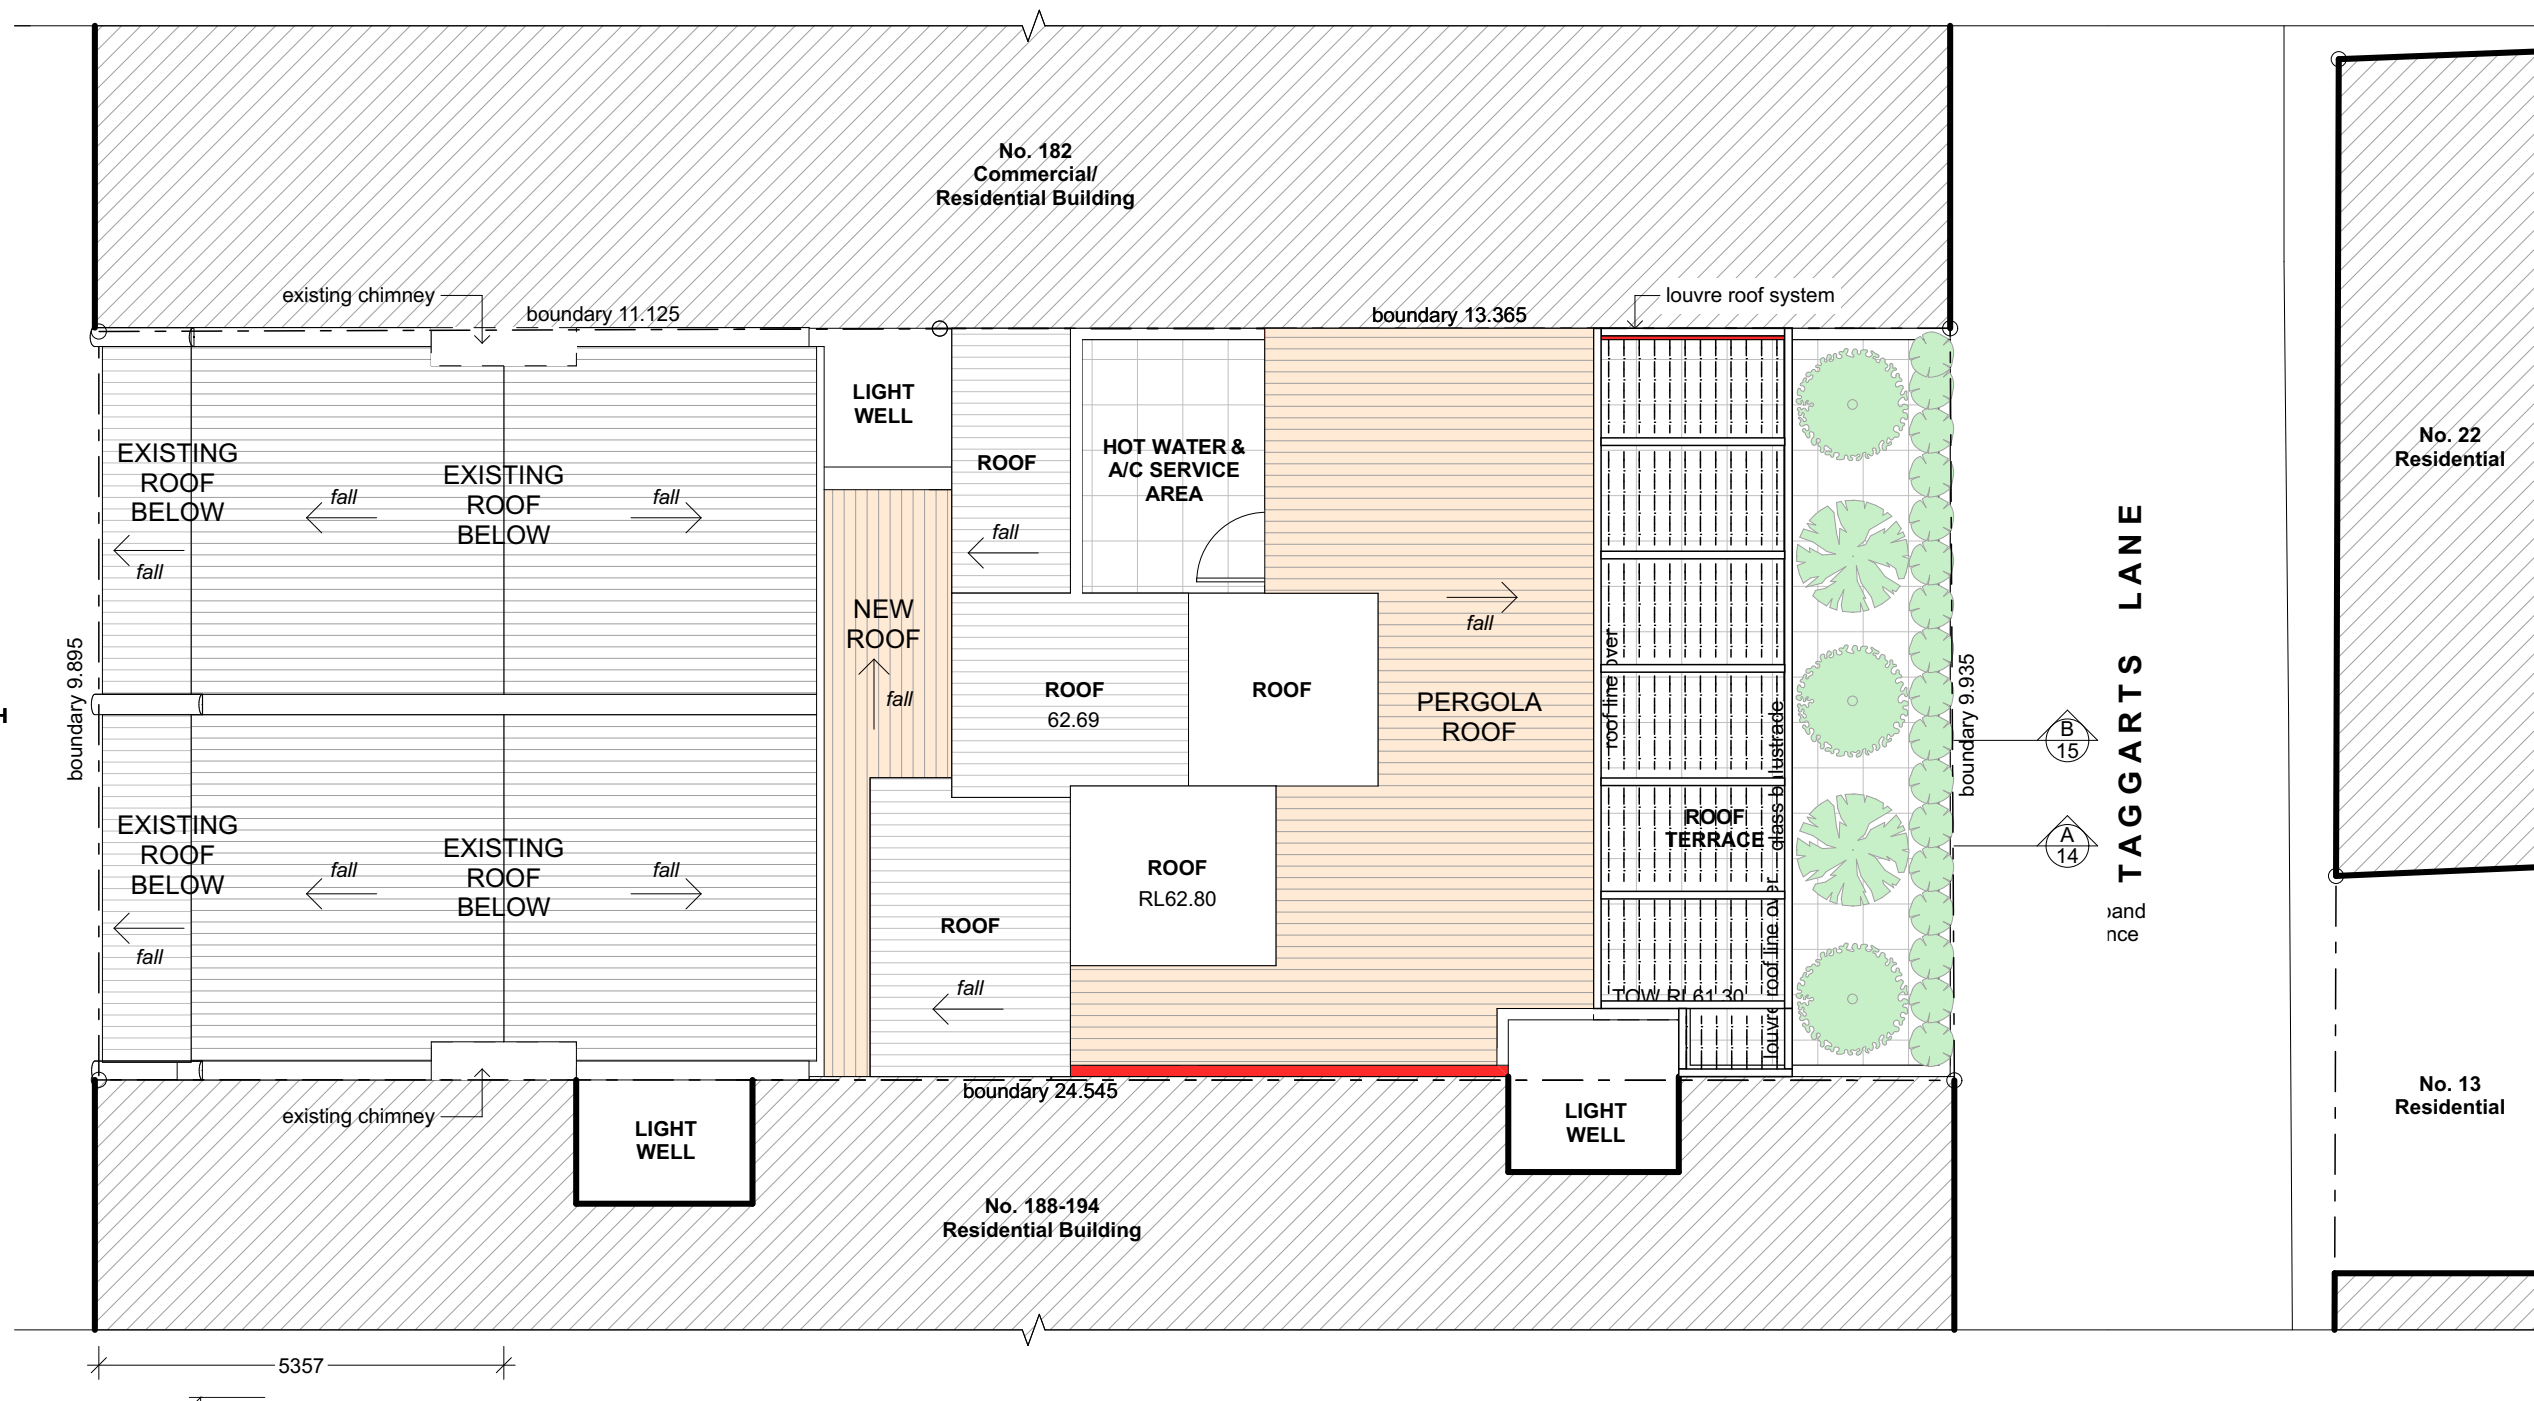 No. 182
Commercial/
Residential Building
existing chimney
boundary 11.125
boundary 13.365
louvre roof system
LIGHT
WELL
ROOF
fall
HOT WATER &
A/C SERVICE
AREA
EXISTING
ROOF
BELOW
fall
EXISTING
ROOF
BELOW
fall
fall
NEW
ROOF
fall
ROOF
62.69
ROOF
fall
PERGOLA
ROOF
roof line over
glass balustrade
ROOF
TERRACE
louvre roof line over
TOW RL61.30
boundary 9.895
H
EXISTING
ROOF
BELOW
fall
EXISTING
ROOF
BELOW
fall
fall
ROOF
fall
ROOF
RL62.80
boundary 9.935
B
15
A
14
TAGGARTS LANE
No. 22
Residential
No. 13
Residential
existing chimney
boundary 24.545
LIGHT
WELL
LIGHT
WELL
No. 188-194
Residential Building
5357